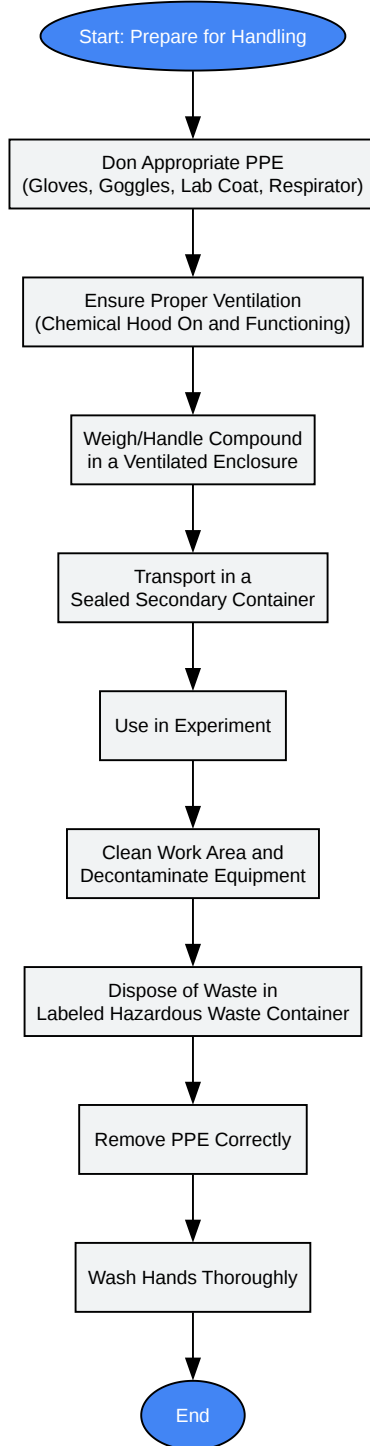 Start: Prepare for Handling
Don Appropriate PPE
(Gloves, Goggles, Lab Coat, Respirator)
Ensure Proper Ventilation
(Chemical Hood On and Functioning)
Weigh/Handle Compound
in a Ventilated Enclosure
Transport in a
Sealed Secondary Container
Use in Experiment
Clean Work Area and
Decontaminate Equipment
Dispose of Waste in
Labeled Hazardous Waste Container
Remove PPE Correctly
Wash Hands Thoroughly
End